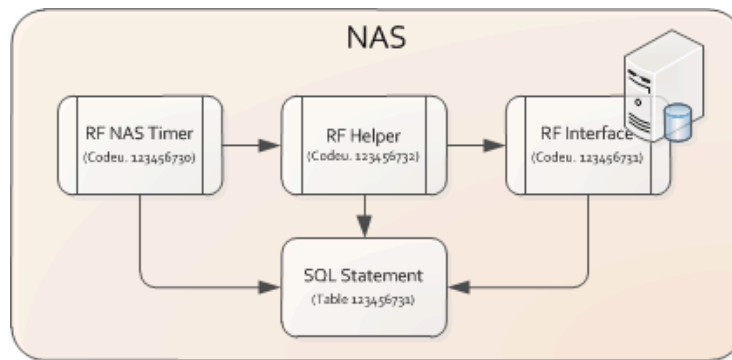 NAS
RF NAS Timer
(Codeu. 123456730)
RF Helper
(Codeu. 123456732)
RF Interface
(Codeu. 123456731)
SQL Statement
(Table 123456731)